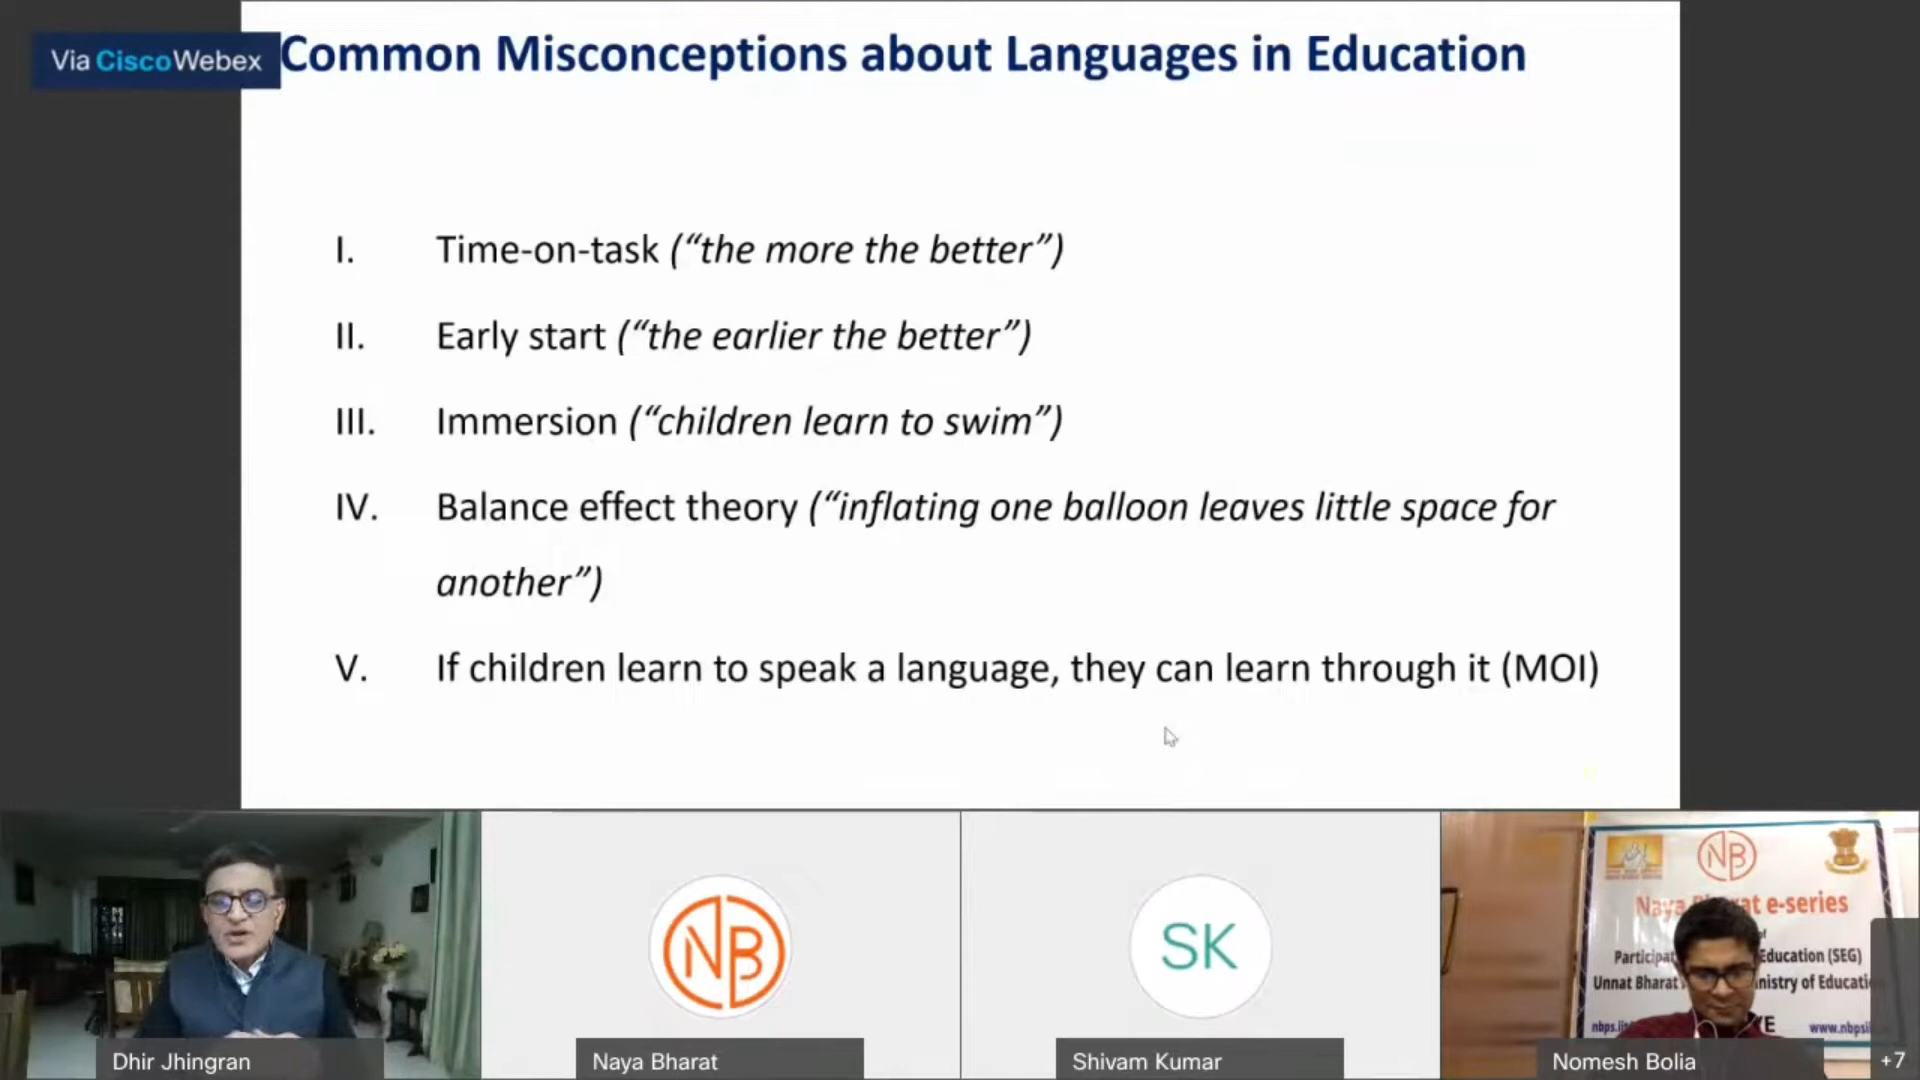 Via CiscoWebex
Common Misconceptions about Languages in Education
I. Time-on-task (“the more the better”)
II. Early start (“the earlier the better”)
III. Immersion (“children learn to swim”)
IV. Balance effect theory (“inflating one balloon leaves little space for
another”)
V. If children learn to speak a language, they can learn through it (MOI)
Dhir Jhingran
NB
Naya Bharat
SK
Shivam Kumar
NB
Naya e-series
Education (SEG)
Unnat Bharat
Nomesh Bolia
+7